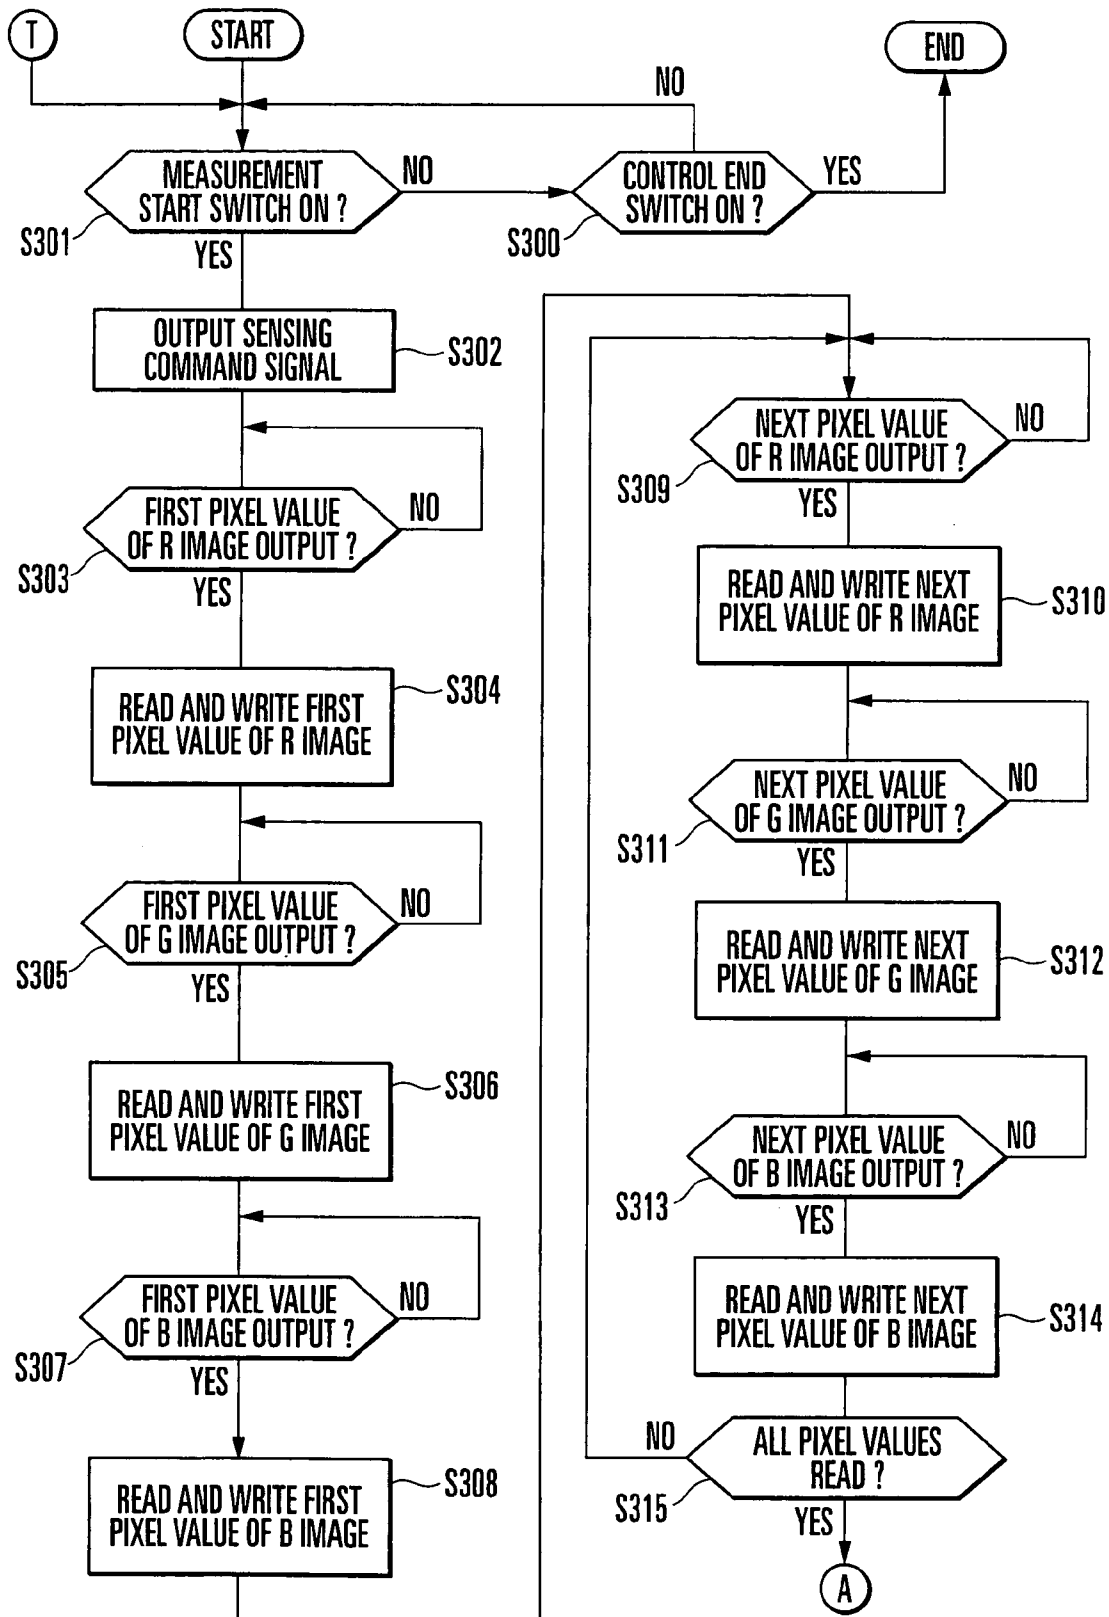 T
START
END
NO
MEASUREMENT
START SWITCH ON ?
NO
CONTROL END
SWITCH ON ?
YES
S301
YES
S300
OUTPUT SENSING
COMMAND SIGNAL
S302
FIRST PIXEL VALUE
OF R IMAGE OUTPUT ?
NO
S303
YES
READ AND WRITE FIRST
PIXEL VALUE OF R IMAGE
S304
FIRST PIXEL VALUE
OF G IMAGE OUTPUT ?
NO
S305
YES
READ AND WRITE FIRST
PIXEL VALUE OF G IMAGE
S306
FIRST PIXEL VALUE
OF B IMAGE OUTPUT ?
NO
S307
YES
READ AND WRITE FIRST
PIXEL VALUE OF B IMAGE
S308
NEXT PIXEL VALUE
OF R IMAGE OUTPUT ?
NO
S309
YES
READ AND WRITE NEXT
PIXEL VALUE OF R IMAGE
S310
NEXT PIXEL VALUE
OF G IMAGE OUTPUT ?
NO
S311
YES
READ AND WRITE NEXT
PIXEL VALUE OF G IMAGE
S312
NEXT PIXEL VALUE
OF B IMAGE OUTPUT ?
NO
S313
YES
READ AND WRITE NEXT
PIXEL VALUE OF B IMAGE
S314
NO
ALL PIXEL VALUES
READ ?
S315
YES
A